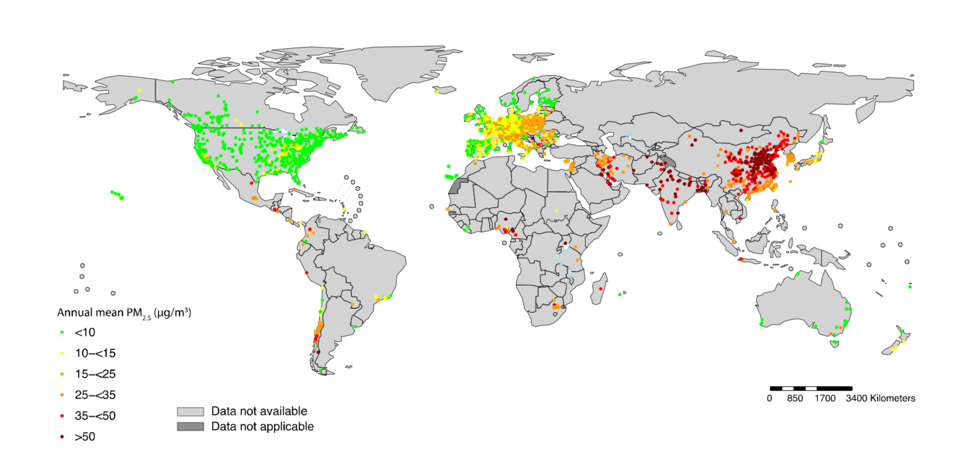 Annual mean PM2.5 (µg/m³)
<10
10–<15
15–<25
25–<35
35–<50
>50
Data not available
Data not applicable
0 850 1700 3400 Kilometers